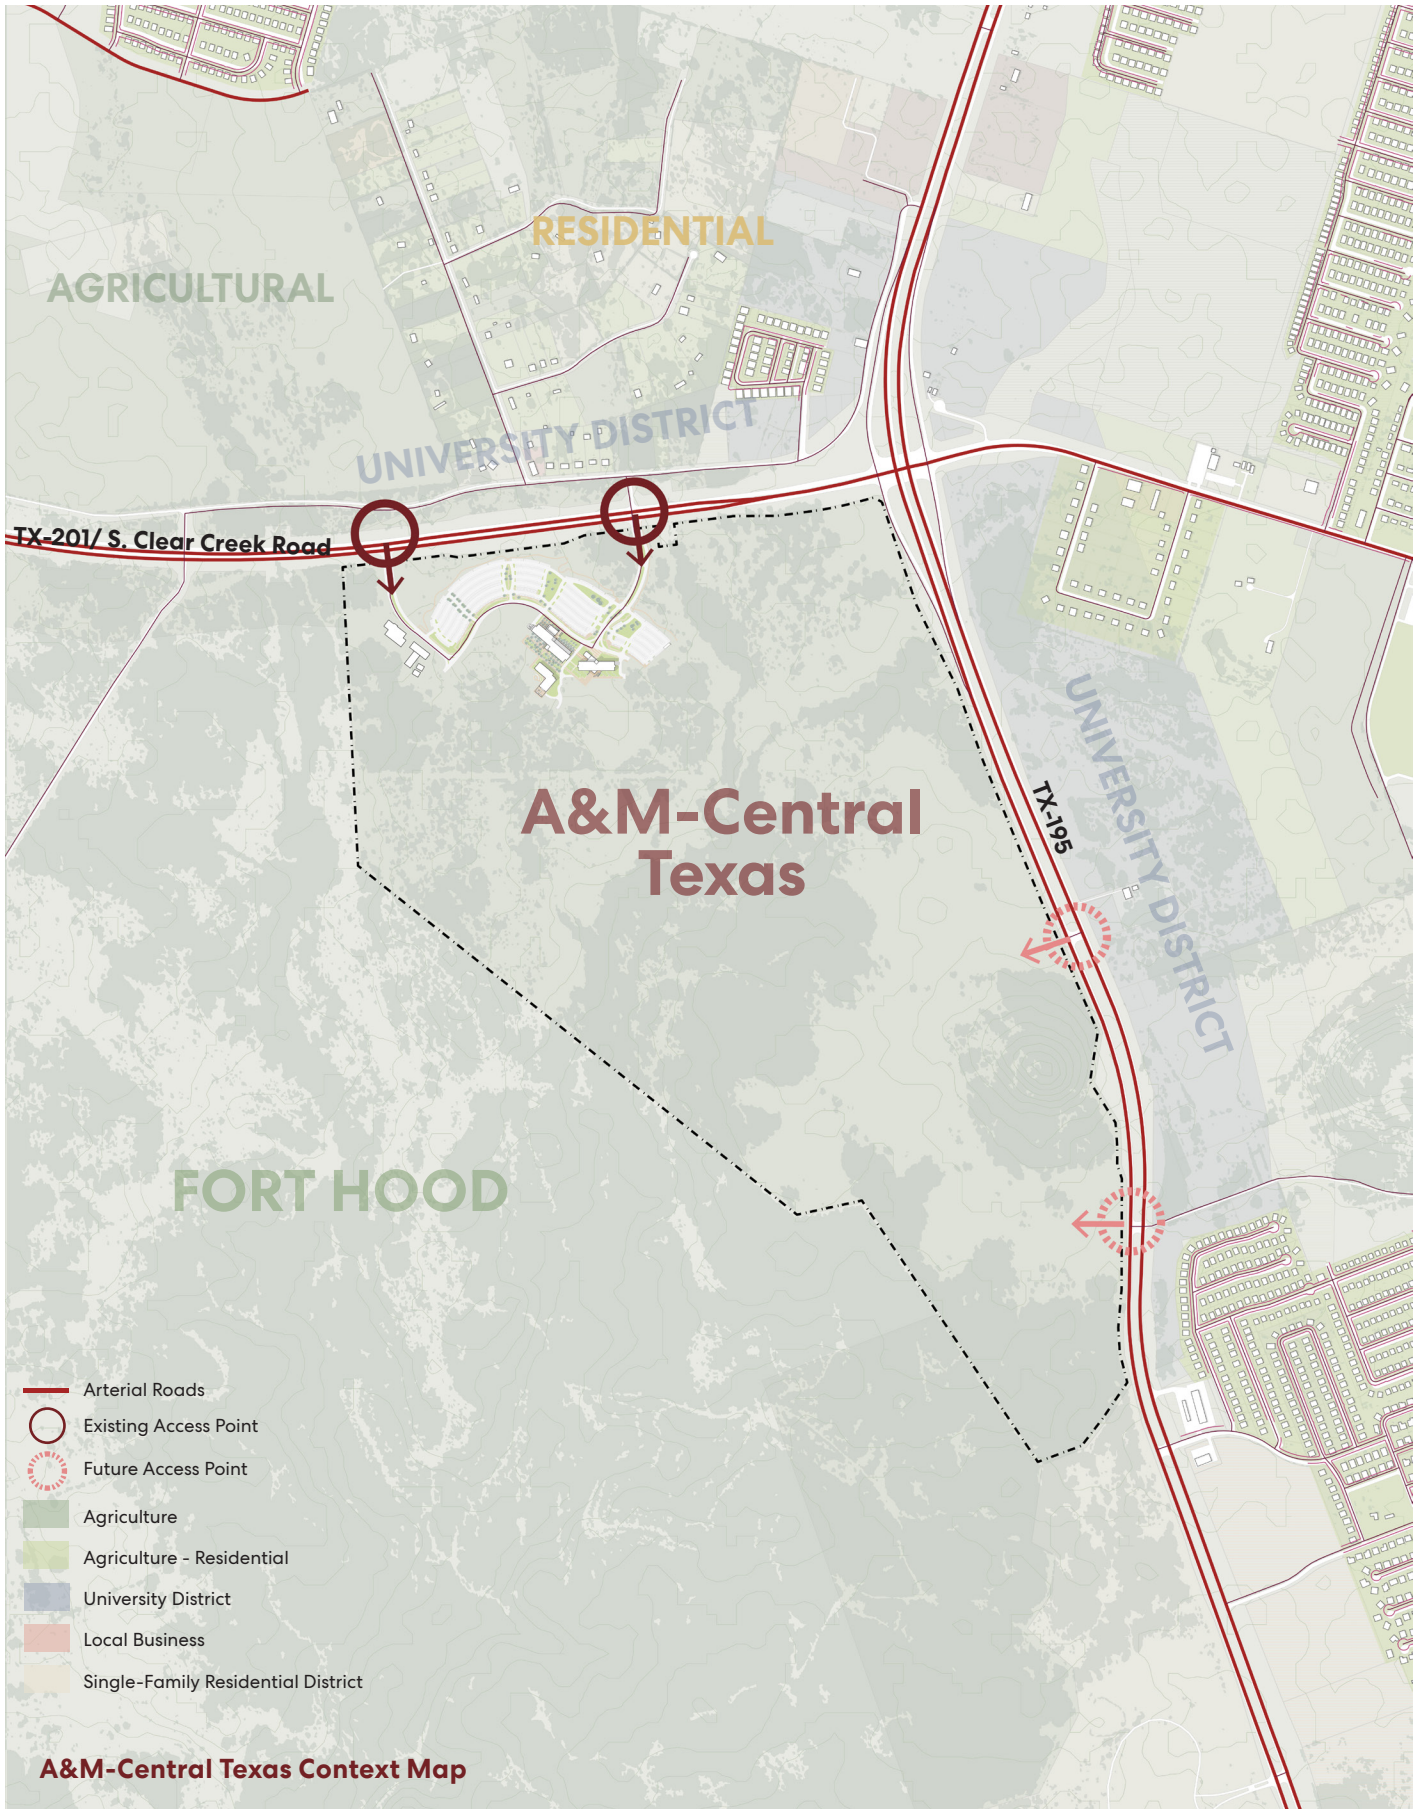 RESIDENTIAL
AGRICULTURAL
UNIVERSITY DISTRICT
TX-201/ S. Clear Creek Road
UNIVERSITY DISTRICT
TX-195
A&M-Central
Texas
FORT HOOD
Arterial Roads
Existing Access Point
Future Access Point
Agriculture
Agriculture - Residential
University District
Local Business
Single-Family Residential District
A&M-Central Texas Context Map